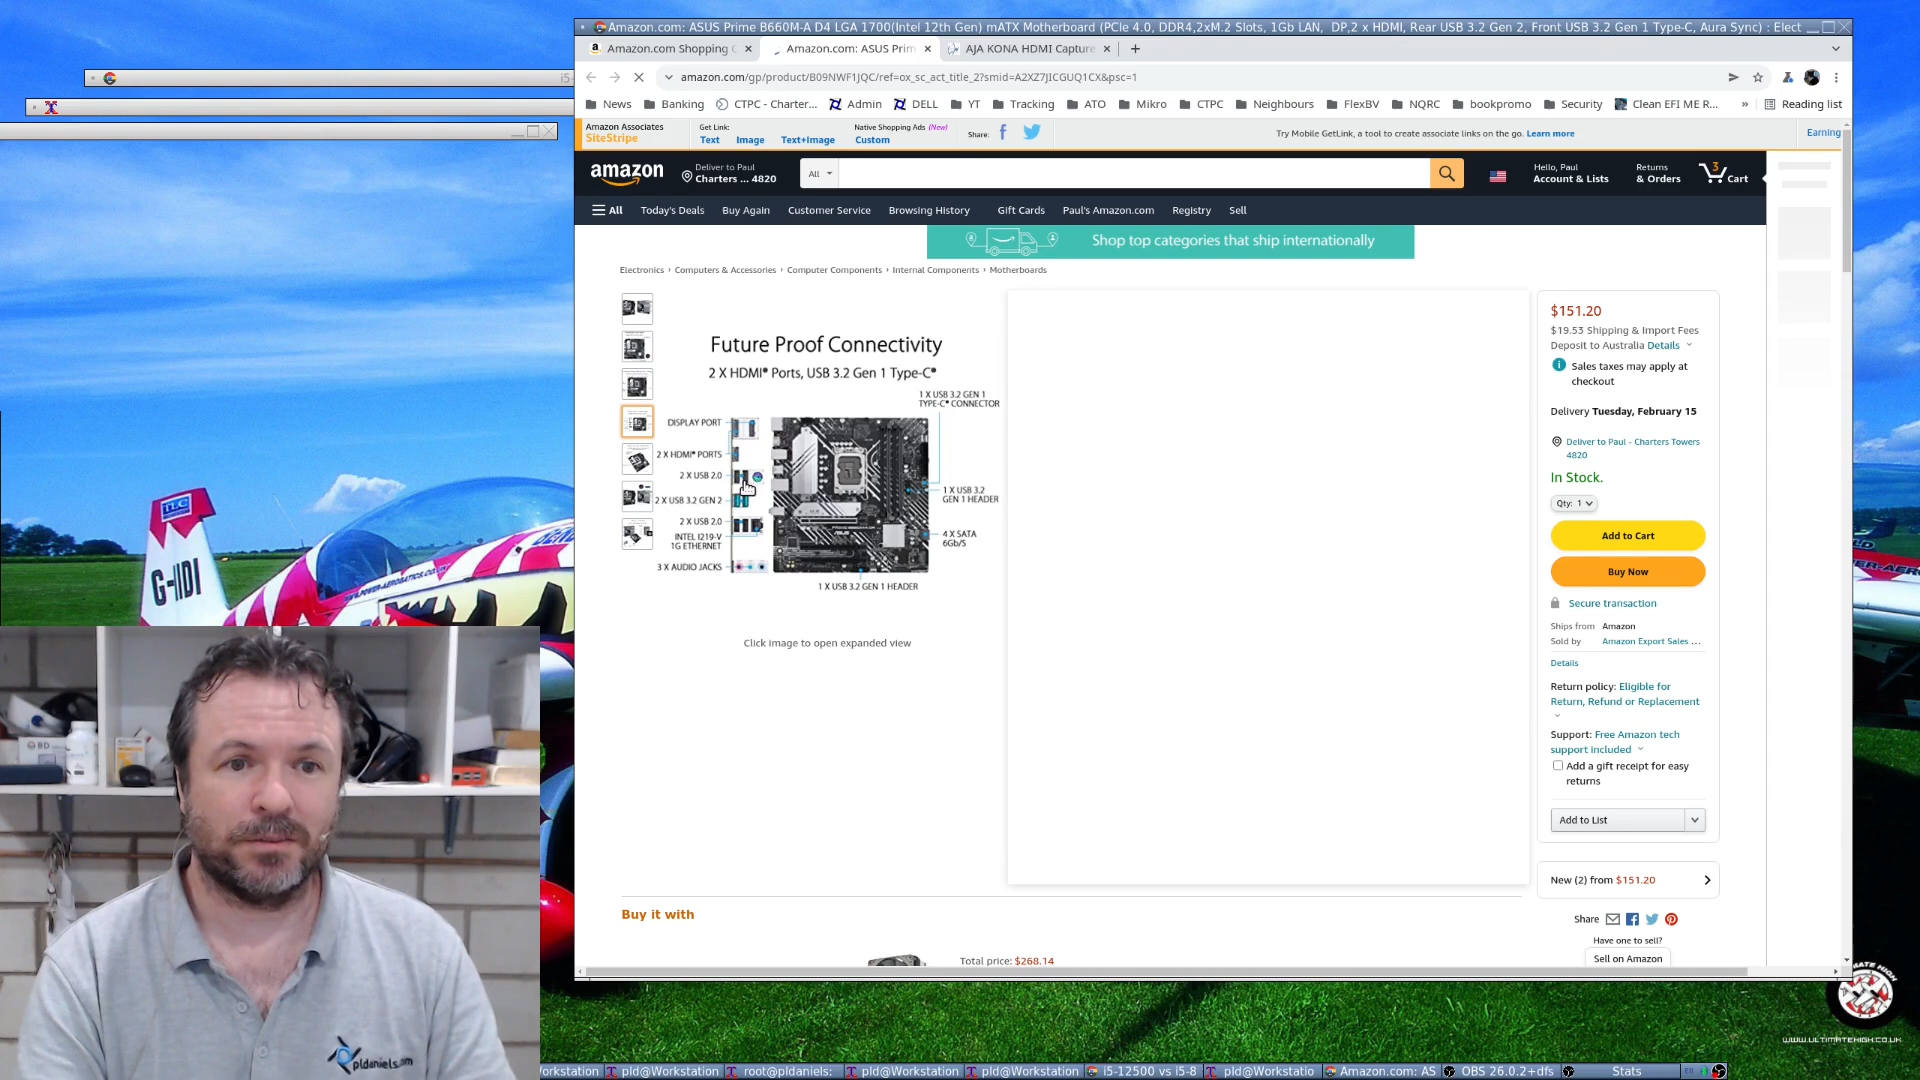 Amazon.com: ASUS Prime B660M-A D4 LGA 1700(Intel 12th Gen) mATX Motherboard (PCIe 4.0, DDR4,2xM.2 Slots, 1Gb LAN, DP,2 x HDMI, Rear USB 3.2 Gen 2, Front USB 3.2 Gen 1 Type-C, Aura Sync) : Elect
Amazon.com Shopping C
Amazon.com: ASUS Prim
AJA KONA HDMI Capture
amazon.com/gp/product/B09NWF1JQC/ref=ox_sc_act_title_2?smid=A2XZ7JICGUQ1CX&psc=1
News Banking CTPC - Charter... Admin DELL YT Tracking ATO Mikro CTPC Neighbours FlexBV NQRC bookpromo Security Clean EFI ME R... » Reading list
Amazon Associates
SiteStripe
Get Link:
Text Image Text+Image
Native Shopping Ads (New)
Custom
Share:
Try Mobile GetLink, a tool to create associate links on the go. Learn more
Earning
amazon
Deliver to Paul
Charters ... 4820
All
Hello, Paul
Account & Lists
Returns
& Orders
3
Cart
All Today's Deals Buy Again Customer Service Browsing History Gift Cards Paul's Amazon.com Registry Sell
Shop top categories that ship internationally
Electronics › Computers & Accessories › Computer Components › Internal Components › Motherboards
Future Proof Connectivity
2 X HDMI® Ports, USB 3.2 Gen 1 Type-C®
1 X USB 3.2 GEN 1
TYPE-C® CONNECTOR
DISPLAY PORT
2 X HDMI® PORTS
2 X USB 2.0
2 X USB 3.2 GEN 2
2 X USB 2.0
INTEL I219-V
1G ETHERNET
3 X AUDIO JACKS
1 X USB 3.2
GEN 1 HEADER
4 X SATA
6Gb/S
1 X USB 3.2 GEN 1 HEADER
Click image to open expanded view
$151.20
$19.53 Shipping & Import Fees
Deposit to Australia Details
Sales taxes may apply at
checkout
Delivery Tuesday, February 15
Deliver to Paul - Charters Towers
4820
In Stock.
Qty: 1
Add to Cart
Buy Now
Secure transaction
Ships from Amazon
Sold by Amazon Export Sales ...
Details
Return policy: Eligible for
Return, Refund or Replacement
Support: Free Amazon tech
support included
Add a gift receipt for easy
returns
Add to List
New (2) from $151.20
Share
Have one to sell?
Sell on Amazon
Buy it with
Total price: $268.14
TLC
G-IIDI
pldaniels.com
WWW.ULTIMATEHIGH.CO.UK
orkstation pld@Workstation root@pldaniels: pld@Workstation pld@Workstation i5-12500 vs i5-8 pld@Workstatio Amazon.com: AS OBS 26.0.2+dfs Stats